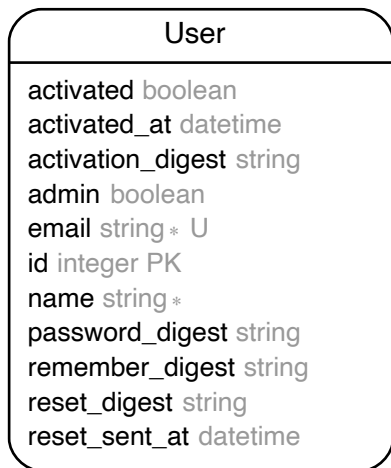 User
activated boolean
activated_at datetime
activation_digest string
admin boolean
email string * U
id integer PK
name string *
password_digest string
remember_digest string
reset_digest string
reset_sent_at datetime